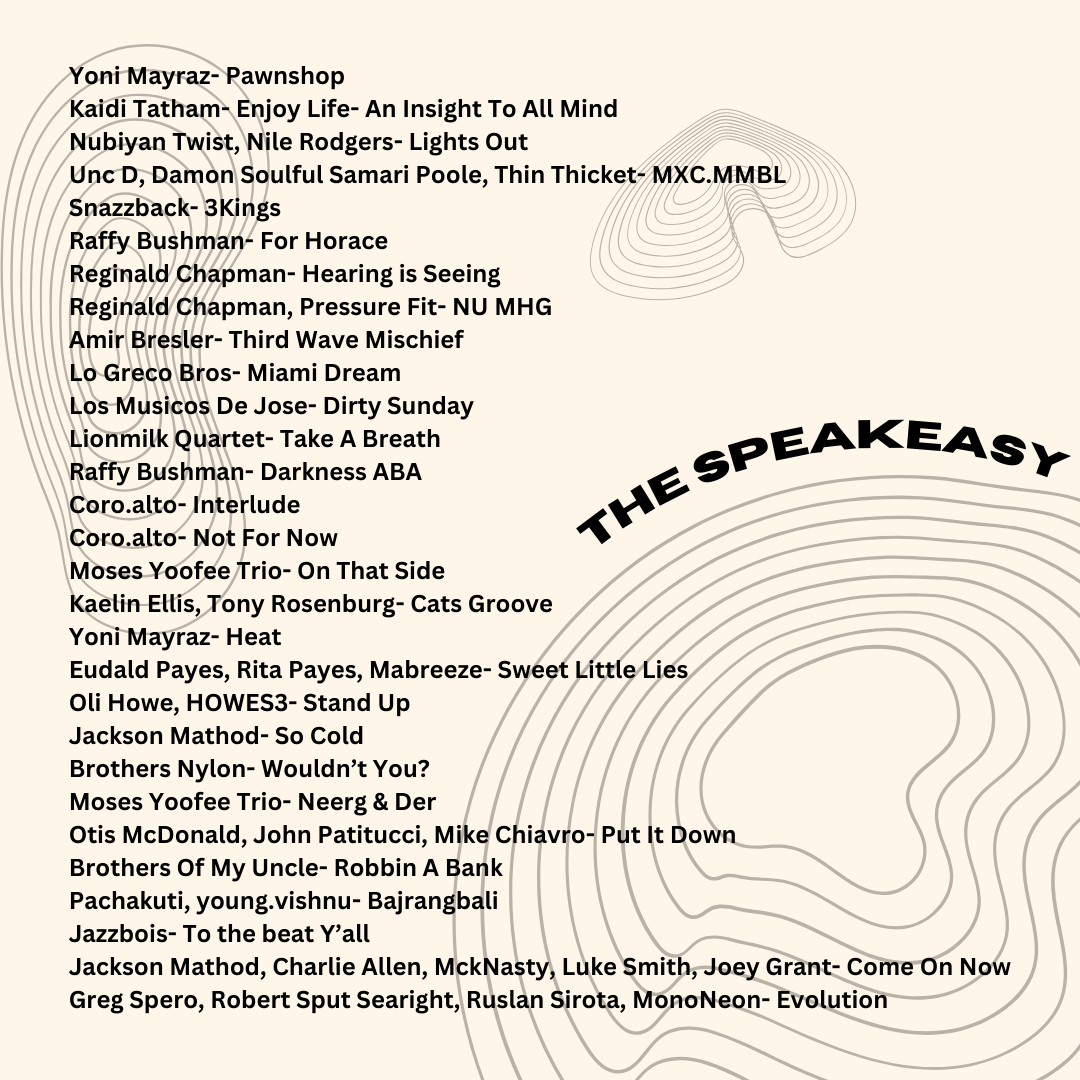 Yoni Mayraz- Pawnshop
Kaidi Tatham- Enjoy Life- An Insight To All Mind
Nubiyan Twist, Nile Rodgers- Lights Out
Unc D, Damon Soulful Samari Poole, Thin Thicket- MXC.MMBL
Snazzback- 3Kings
Raffy Bushman- For Horace
Reginald Chapman- Hearing is Seeing
Reginald Chapman, Pressure Fit- NU MHG
Amir Bresler- Third Wave Mischief
Lo Greco Bros- Miami Dream
Los Musicos De Jose- Dirty Sunday
Lionmilk Quartet- Take A Breath
Raffy Bushman- Darkness ABA
Coro.alto- Interlude
Coro.alto- Not For Now
Moses Yoofee Trio- On That Side
Kaelin Ellis, Tony Rosenburg- Cats Groove
Yoni Mayraz- Heat
Eudald Payes, Rita Payes, Mabreeze- Sweet Little Lies
Oli Howe, HOWES3- Stand Up
Jackson Mathod- So Cold
Brothers Nylon- Wouldn’t You?
Moses Yoofee Trio- Neerg & Der
Otis McDonald, John Patitucci, Mike Chiavro- Put It Down
Brothers Of My Uncle- Robbin A Bank
Pachakuti, young.vishnu- Bajrangbali
Jazzbois- To the beat Y’all
Jackson Mathod, Charlie Allen, MckNasty, Luke Smith, Joey Grant- Come On Now
Greg Spero, Robert Sput Searight, Ruslan Sirota, MonoNeon- Evolution
THE SPEAKEASY